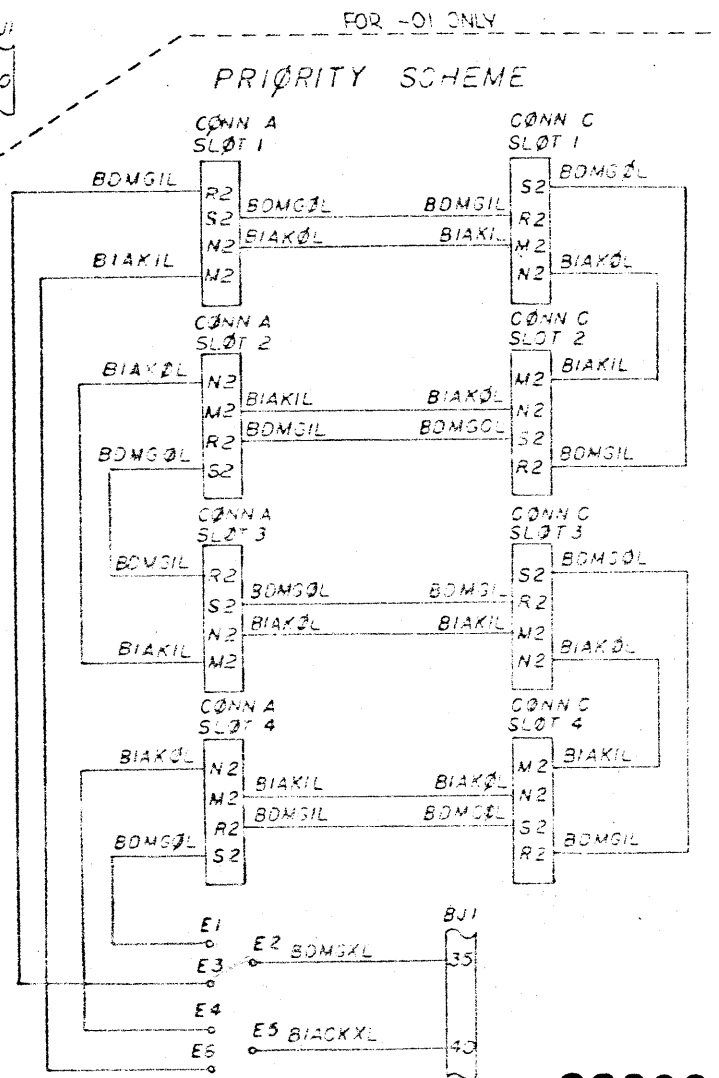 FOR -01 ONLY
PRIØRITY SCHEME
CØNN A
SLØT 1
BDMGIL R2
S2 BDMGØL
N2 BIAKØL
BIAKIL M2
CØNN C
SLØT 1
S2 BDMGØL
BDMGIL R2
BIAKIL M2
N2 BIAKØL
CØNN A
SLØT 2
BIAKØL N2
M2 BIAKIL
R2 BDMGIL
BDMGØL S2
CØNN C
SLOT 2
M2 BIAKIL
BIAKØL N2
BDMGOL S2
R2 BDMGIL
CØNN A
SLØT 3
BDMGIL R2
S2 BDMGØL
N2 BIAKØL
BIAKIL M2
CØNN C
SLØT 3
S2 BDMGØL
BDMGIL R2
BIAKIL M2
N2 BIAKØL
CØNN A
SLØT 4
BIAKØL N2
M2 BIAKIL
R2 BDMGIL
BDMGØL S2
CØNN C
SLØT 4
M2 BIAKIL
BIAKØL N2
BDMGØL S2
R2 BDMGIL
E1
E2 BDMGXL
E3
E4
E5 BIACKXL
E6
BJ1
35
40